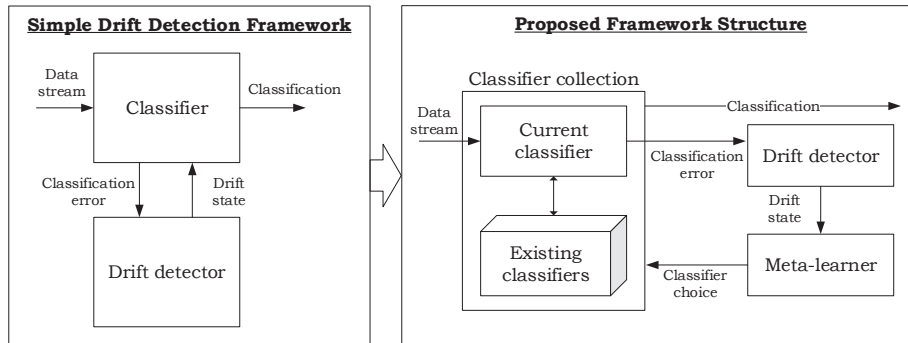 Simple Drift Detection Framework
Data
stream
Classifier
Classification
Classification
error
Drift
state
Drift detector
Proposed Framework Structure
Classifier collection
Data
stream
Current
classifier
Classification
Classification
error
Drift detector
Drift
state
Existing
classifiers
Classifier
choice
Meta-learner